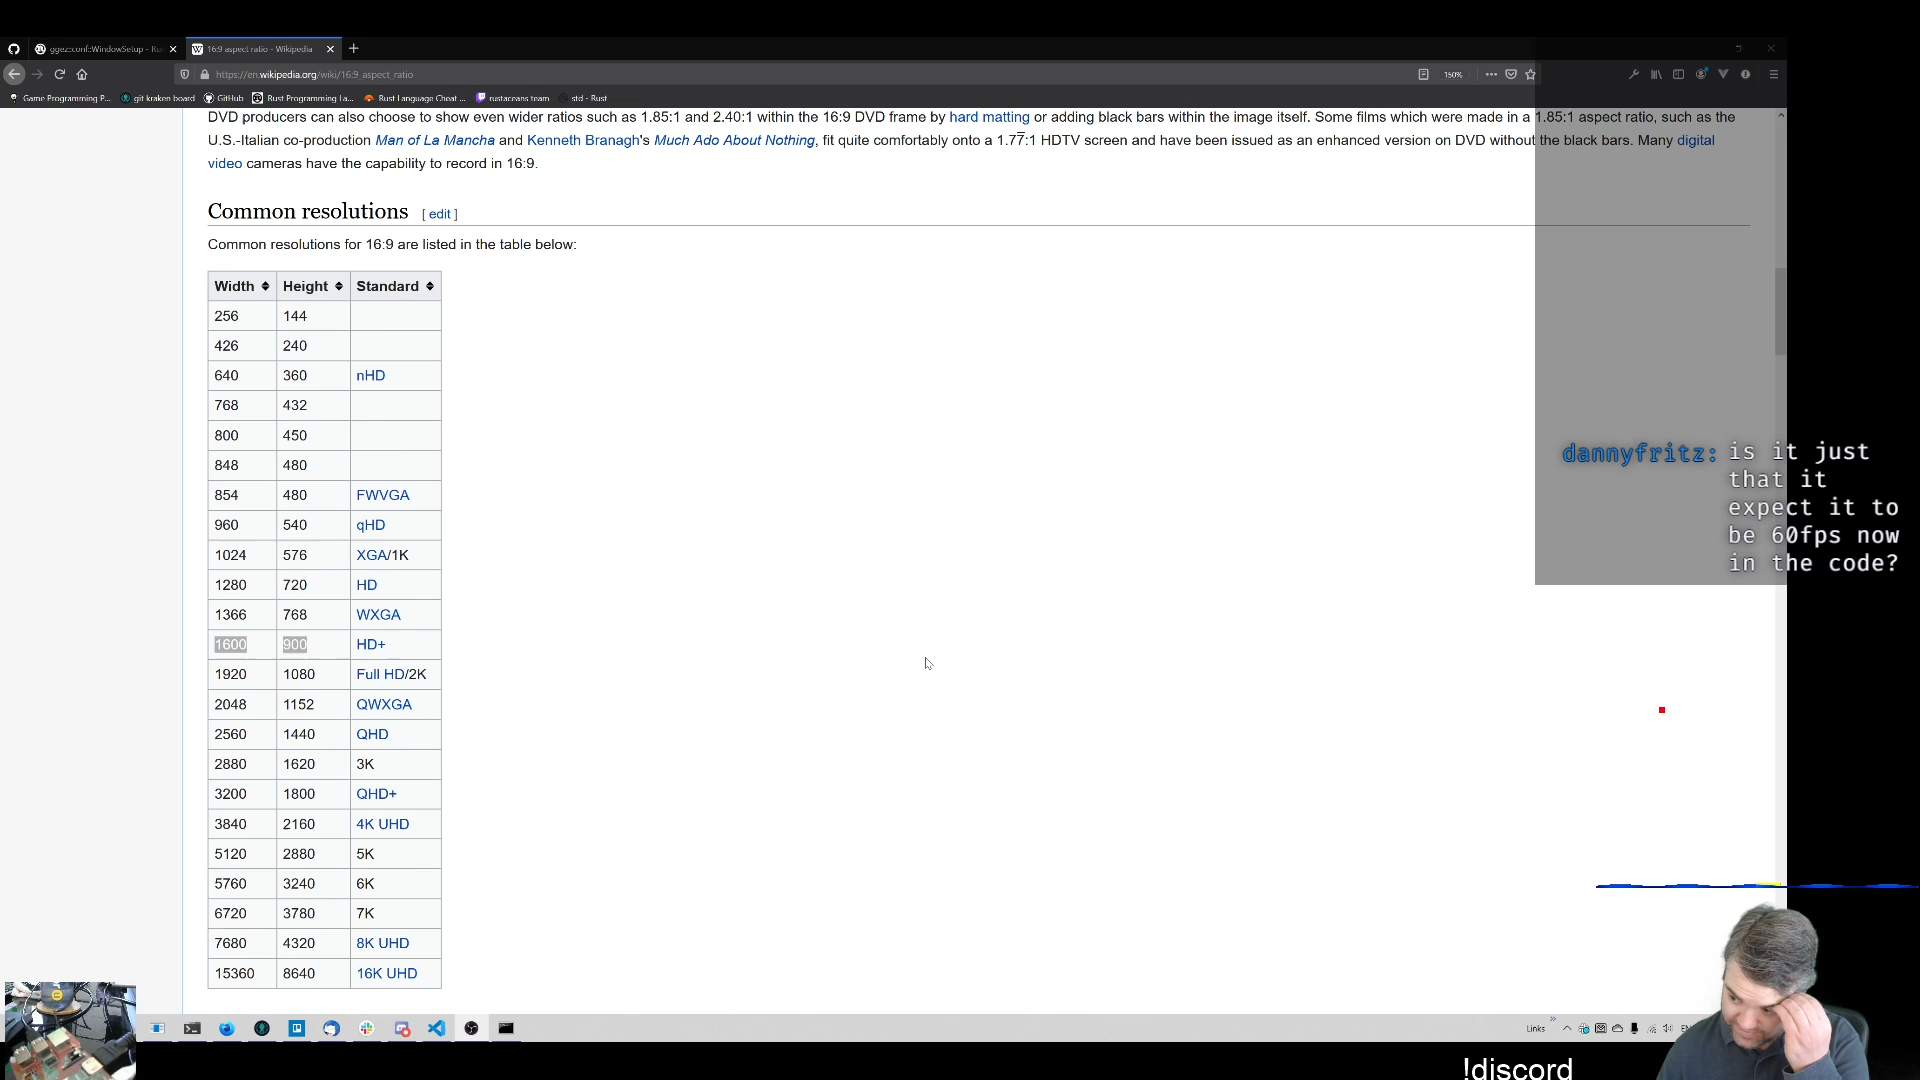 ggez::conf::WindowSetup - Ru
16:9 aspect ratio - Wikipedia
https://en.wikipedia.org/wiki/16:9_aspect_ratio
150%
Game Programming P...
git kraken board
GitHub
Rust Programming La...
Rust Language Cheat ...
rustaceans team
std - Rust
DVD producers can also choose to show even wider ratios such as 1.85:1 and 2.40:1 within the 16:9 DVD frame by hard matting or adding black bars within the image itself. Some films which were made in a 1.85:1 aspect ratio, such as the
U.S.-Italian co-production Man of La Mancha and Kenneth Branagh's Much Ado About Nothing, fit quite comfortably onto a 1.77̅:1 HDTV screen and have been issued as an enhanced version on DVD without the black bars. Many digital
video cameras have the capability to record in 16:9.
Common resolutions [ edit ]
Common resolutions for 16:9 are listed in the table below:
Width Height Standard
256 144
426 240
640 360 nHD
768 432
800 450
848 480
854 480 FWVGA
960 540 qHD
1024 576 XGA/1K
1280 720 HD
1366 768 WXGA
1600 900 HD+
1920 1080 Full HD/2K
2048 1152 QWXGA
2560 1440 QHD
2880 1620 3K
3200 1800 QHD+
3840 2160 4K UHD
5120 2880 5K
5760 3240 6K
6720 3780 7K
7680 4320 8K UHD
15360 8640 16K UHD
dannyfritz: is it just
that it
expect it to
be 60fps now
in the code?
Links
!discord